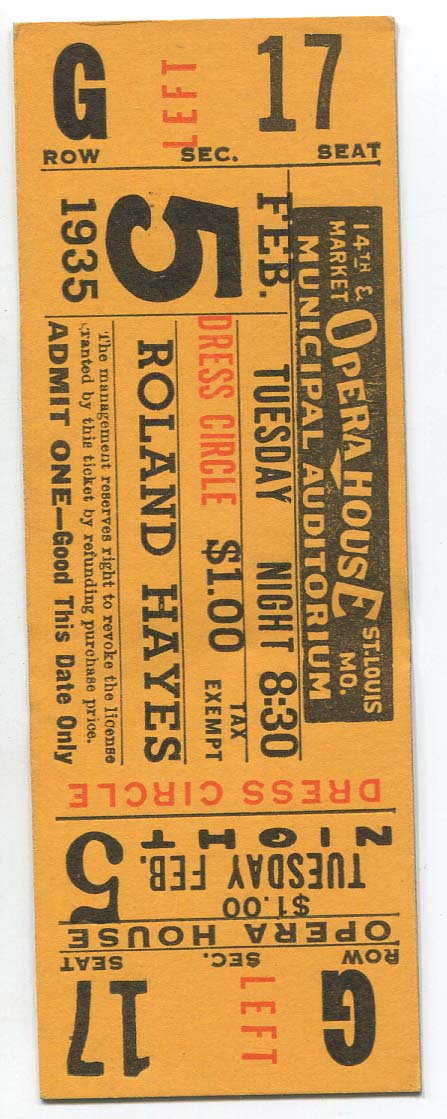 G LEFT 17
ROW SEC. SEAT
14TH & MARKET OPERA HOUSE ST.LOUIS MO.
MUNICIPAL AUDITORIUM
FEB. 5 1935
TUESDAY NIGHT 8:30
DRESS CIRCLE $1.00 TAX EXEMPT
ROLAND HAYES
The management reserves right to revoke the license
ranted by this ticket by refunding purchase price.
ADMIT ONE—Good This Date Only
DRESS CIRCLE
NIGHT
TUESDAY FEB. 5
$1.00
OPERA HOUSE
ROW SEC. SEAT
G LEFT 17